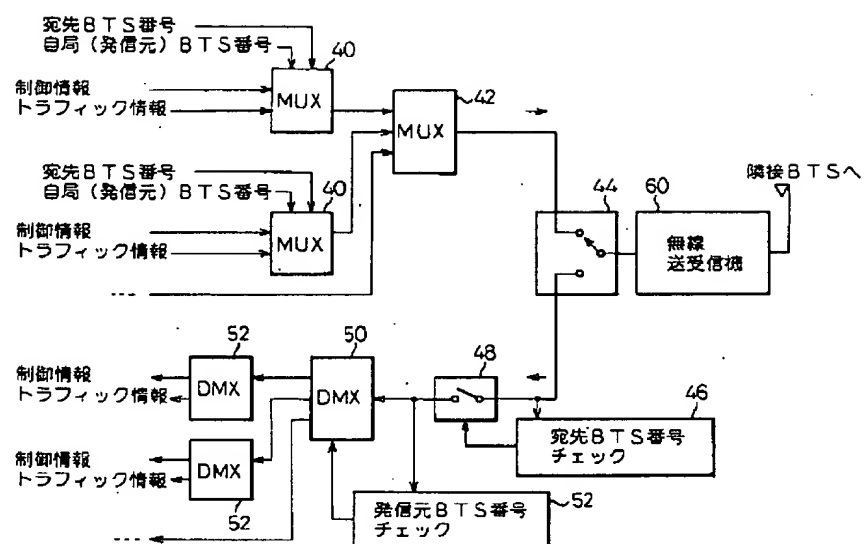 宛先BTS番号
自局(発信元)BTS番号
40
制御情報
トラフィック情報
MUX
42
MUX
宛先BTS番号
自局(発信元)BTS番号
40
制御情報
トラフィック情報
MUX
隣接BTSへ
44
60
無線
送受信機
52
50
48
46
制御情報
トラフィック情報
DMX
DMX
宛先BTS番号
チェック
制御情報
トラフィック情報
DMX
52
発信元BTS番号
チェック
52